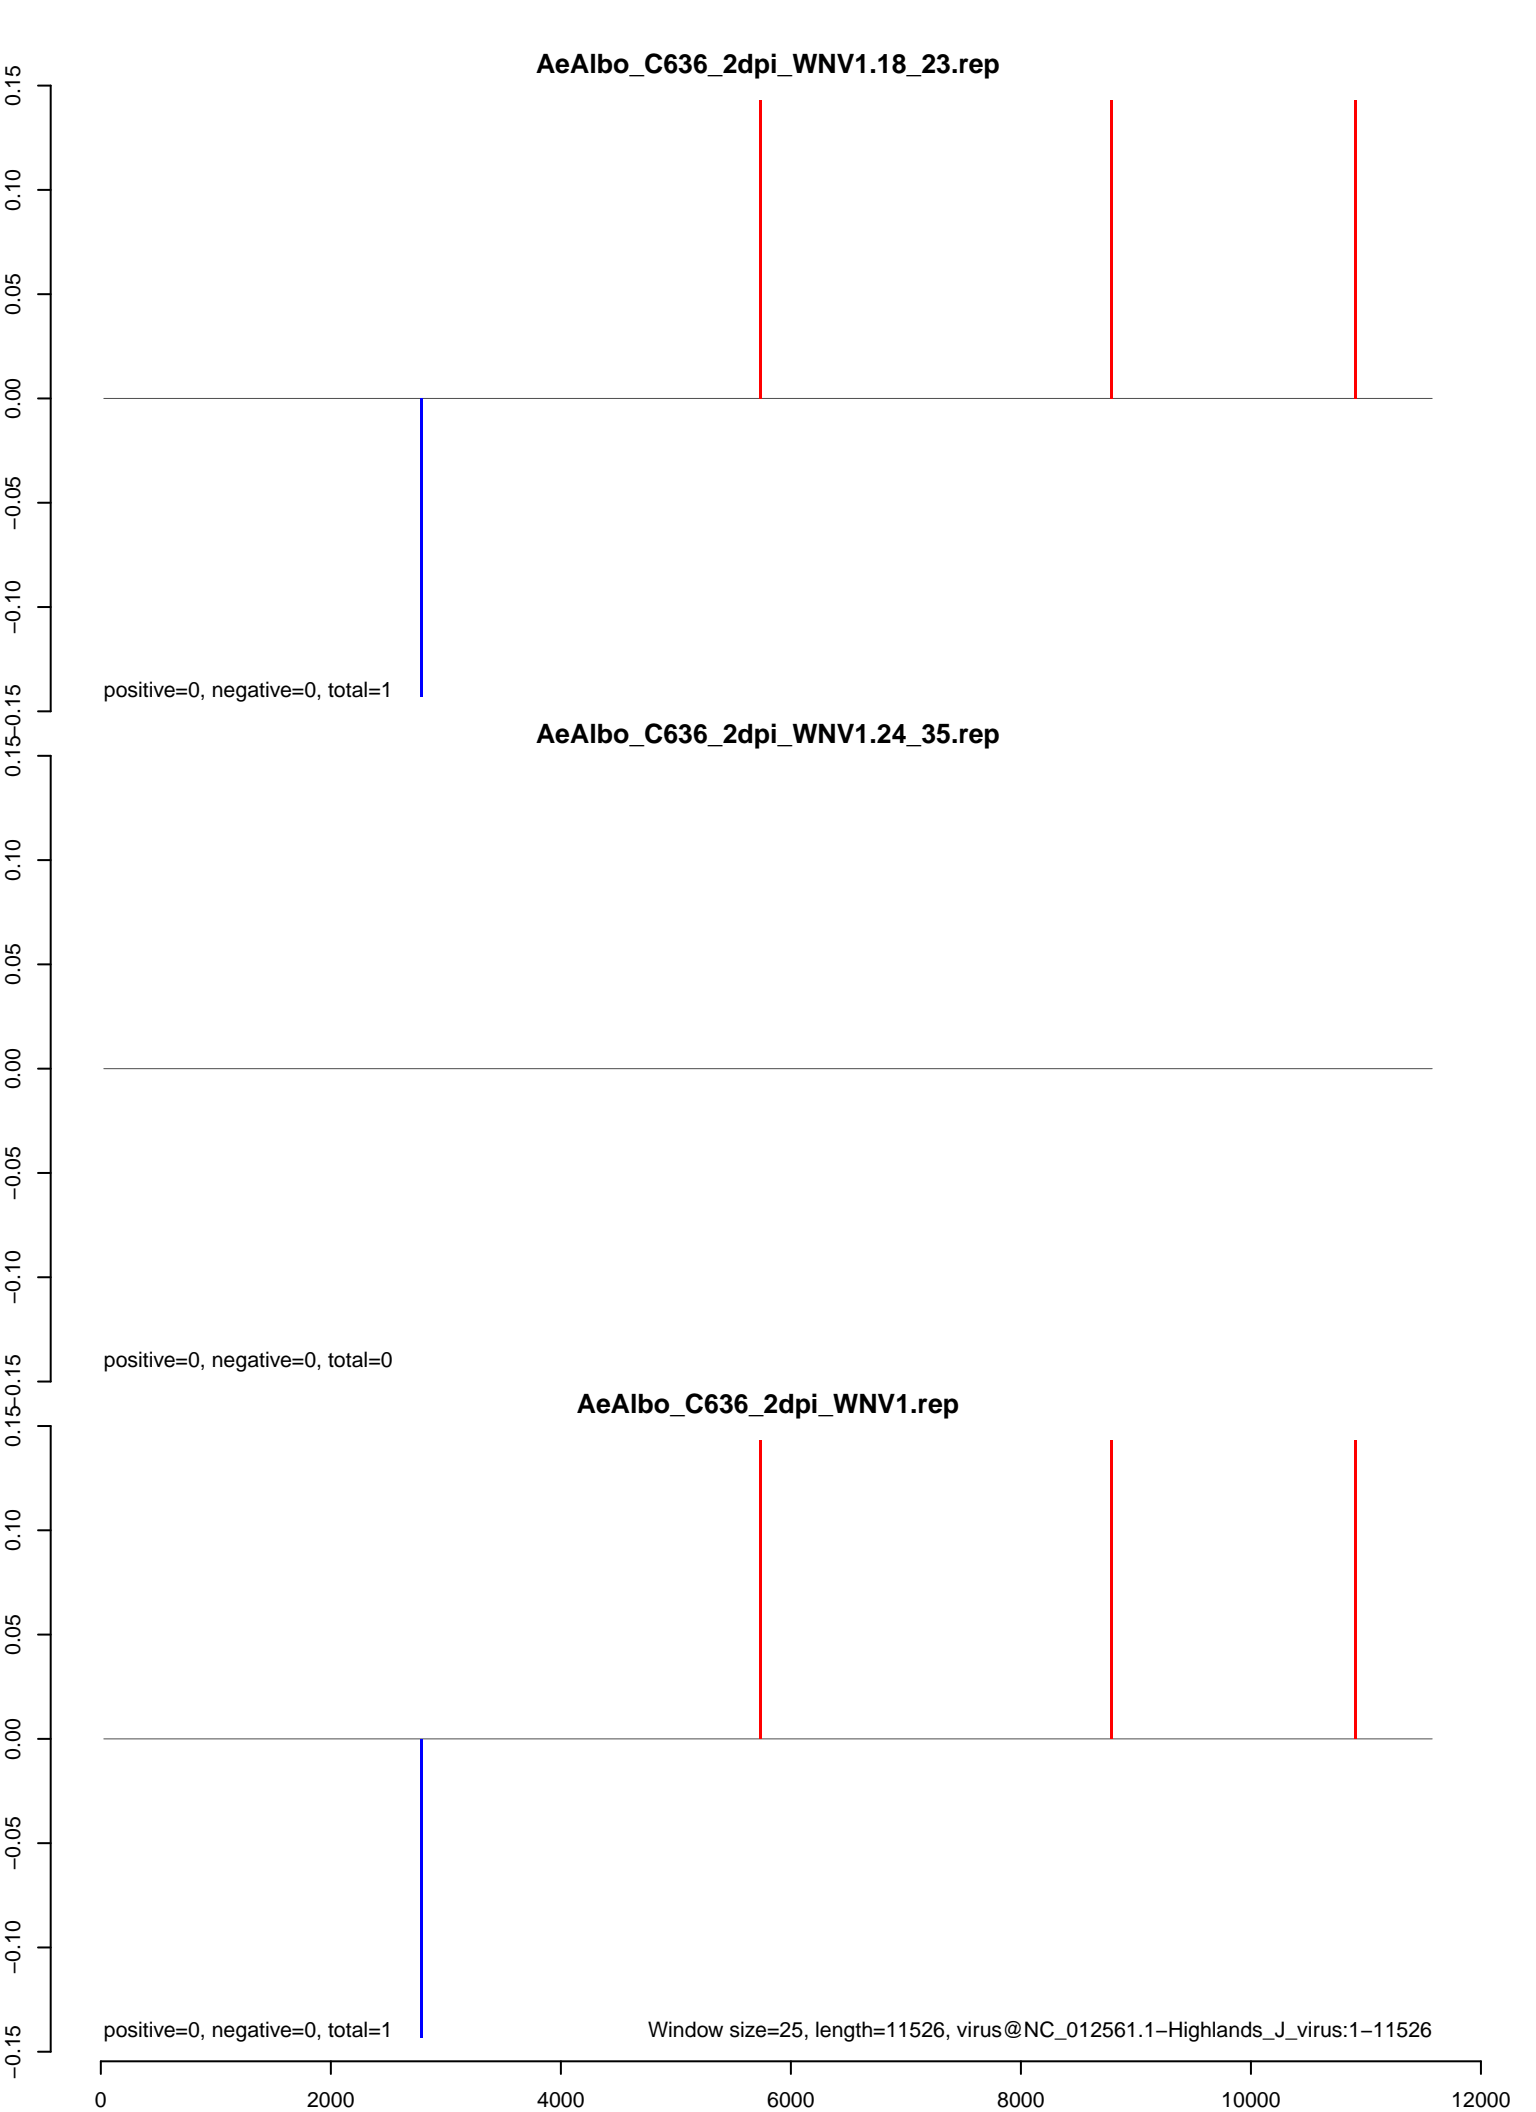 AeAlbo_C636_2dpi_WNV1.18_23.rep
0.15
0.10
0.05
0.00
−0.05
−0.10
−0.15
positive=0, negative=0, total=1
AeAlbo_C636_2dpi_WNV1.24_35.rep
0.15
0.10
0.05
0.00
−0.05
−0.10
−0.15
positive=0, negative=0, total=0
AeAlbo_C636_2dpi_WNV1.rep
0.15
0.10
0.05
0.00
−0.05
−0.10
−0.15
positive=0, negative=0, total=1
Window size=25, length=11526, virus@NC_012561.1−Highlands_J_virus:1−11526
0 2000 4000 6000 8000 10000 12000